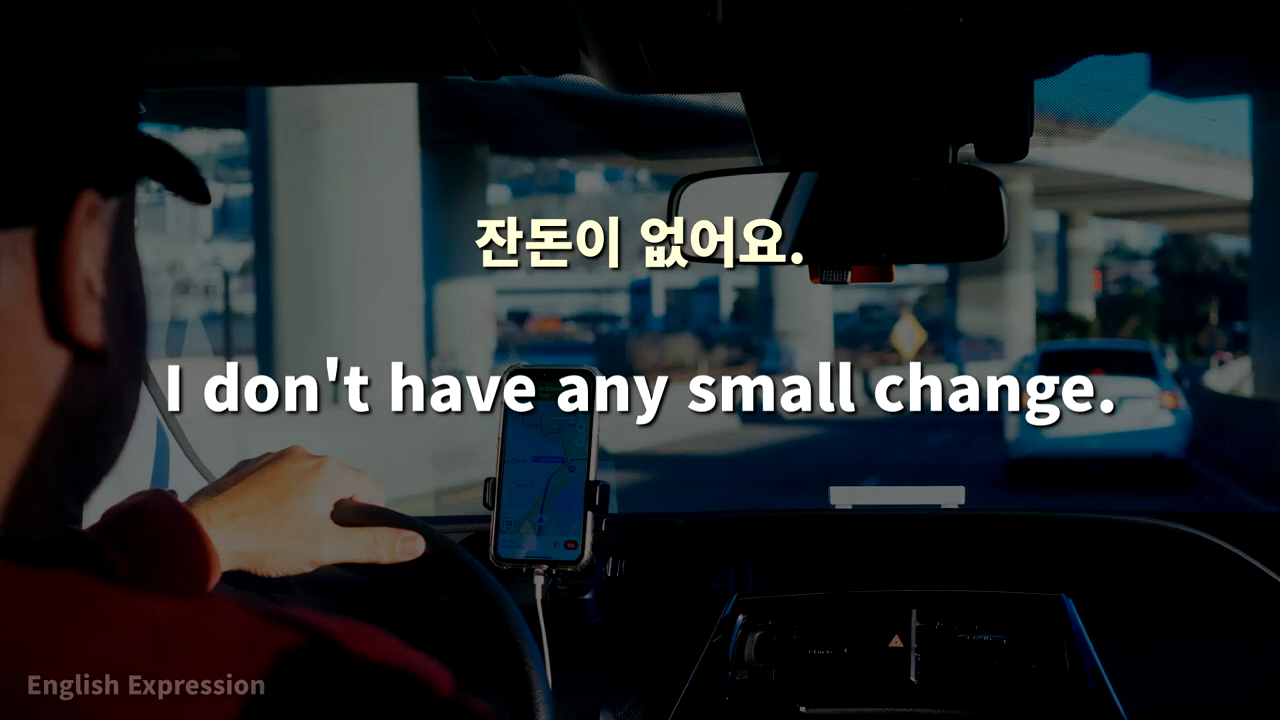 잔돈이 없어요.
I don't have any small change.
English Expression